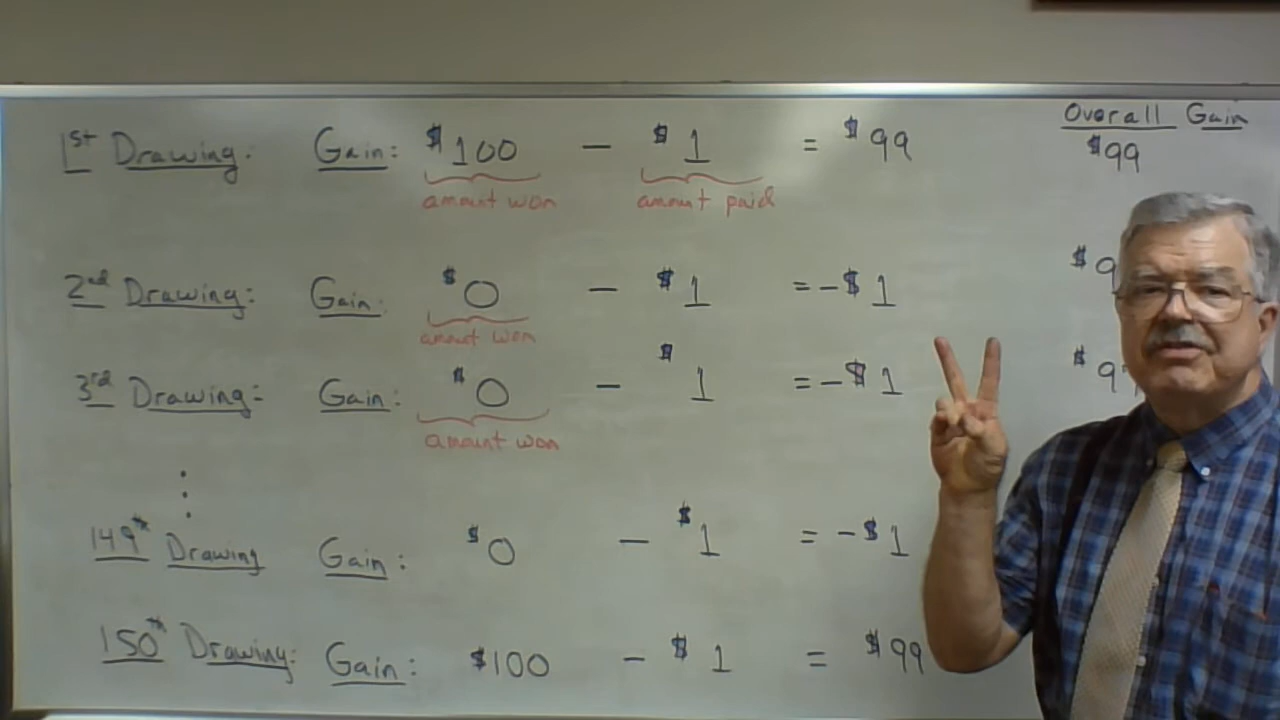 Overall Gain
1st Drawing: Gain: $100 - $1 = $99 $99
amount won amount paid
2nd Drawing: Gain: $0 - $1 = -$1
amount won
3rd Drawing: Gain: $0 - $1 = -$1
amount won
149th Drawing Gain: $0 - $1 = -$1
150th Drawing: Gain: $100 - $1 = $99